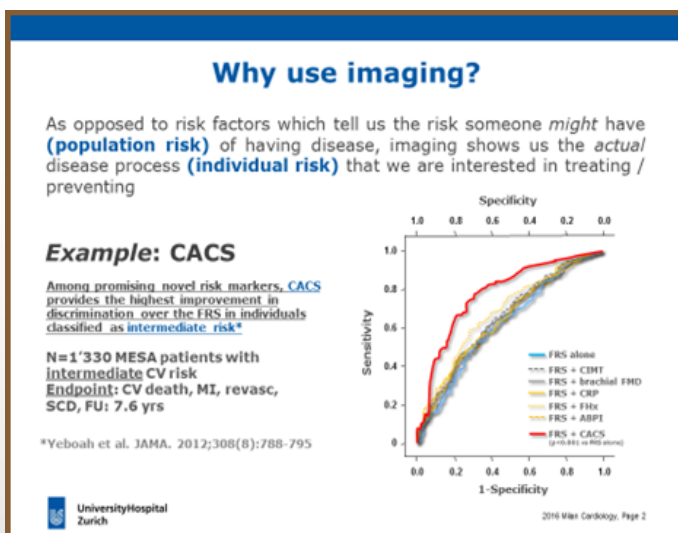 Why use imaging?
As opposed to risk factors which tell us the risk someone might have
(population risk) of having disease, imaging shows us the actual
disease process (individual risk) that we are interested in treating /
preventing
Example: CACS
Among promising novel risk markers, CACS
provides the highest improvement in
discrimination over the FRS in individuals
classified as intermediate risk*
N=1'330 MESA patients with
intermediate CV risk
Endpoint: CV death, MI, revasc,
SCD, FU: 7.6 yrs
*Yeboah et al. JAMA. 2012;308(8):788-795
Specificity
1.0 0.8 0.6 0.4 0.2 0.0
Sensitivity
1.0
0.8
0.6
0.4
0.2
0
FRS alone
FRS + CIMT
FRS + brachial FMD
FRS + CRP
FRS + FHx
FRS + ABPI
FRS + CACS
(p<0.001 vs FRS alone)
0.0 0.2 0.4 0.6 0.8 1.0
1-Specificity
UniversityHospital
Zurich
2016 Milan Cardiology, Page 2